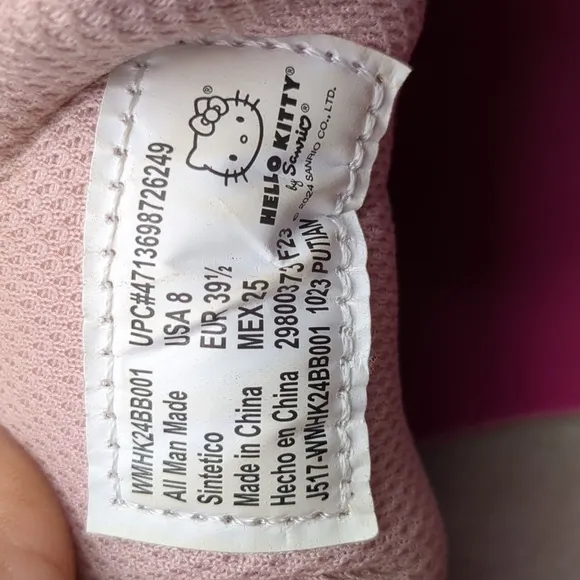 HELLO KITTY®
by Sanrio®
© 2024 SANRIO CO., LTD.
WMHK24BB001 UPC#4713698726249
All Man Made USA 8
Sintetico EUR 39½
Made in China MEX 25
Hecho en China 29800373 F23
J517-WMHK24BB001 1023 PUTIAN